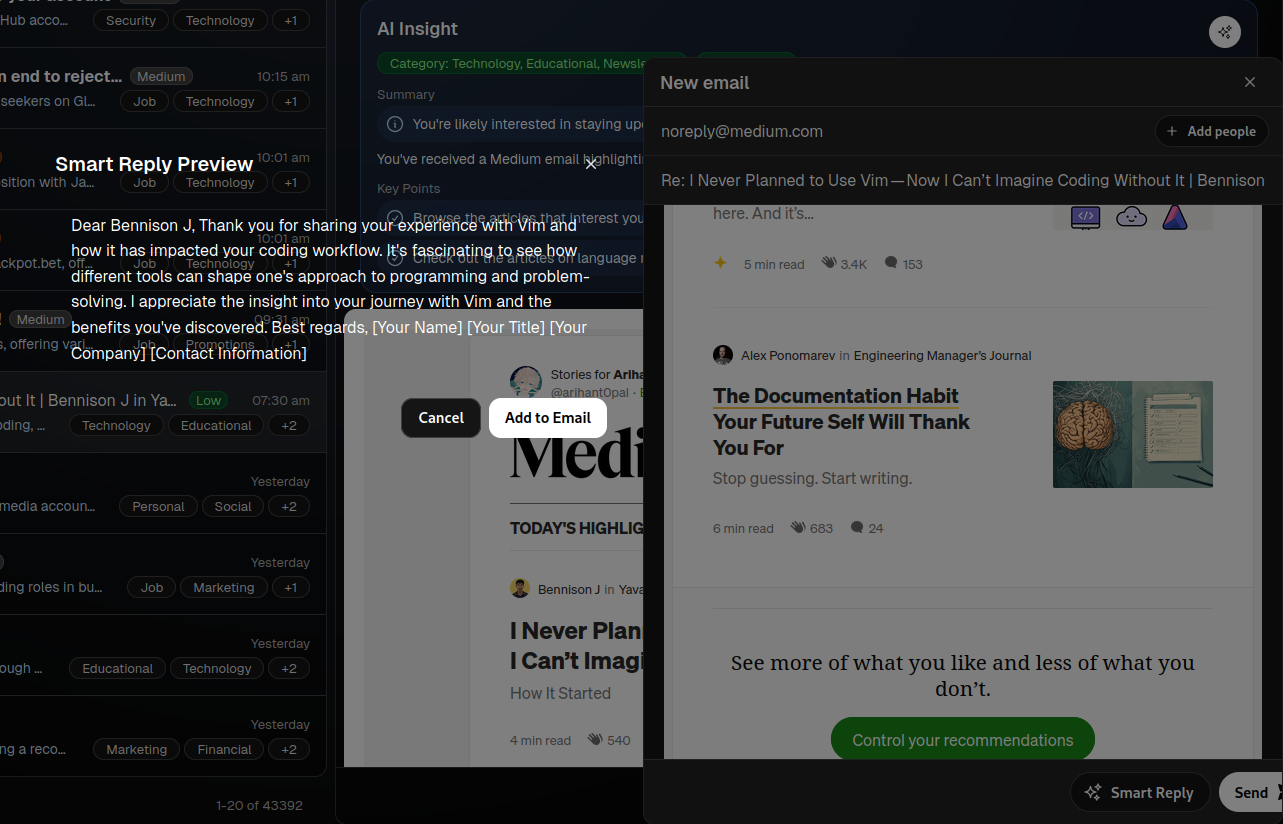 Hub acco...
Security
Technology
+1
n end to reject...
Medium
10:15 am
seekers on Gl...
Job
Technology
+1
10:01 am
sition with Ja...
Job
Technology
+1
10:01 am
ckpot.bet, off...
Job
Technology
+1
Medium
09:31 am
s, offering vari...
Job
Promotions
+1
out It | Bennison J in Ya...
Low
07:30 am
oding, ...
Technology
Educational
+2
Yesterday
media accoun...
Personal
Social
+2
Yesterday
ding roles in bu...
Job
Marketing
+1
Yesterday
ough ...
Educational
Technology
+2
Yesterday
ng a reco...
Marketing
Financial
+2
1-20 of 43392
Smart Reply Preview
Dear Bennison J, Thank you for sharing your experience with Vim and
how it has impacted your coding workflow. It's fascinating to see how
different tools can shape one's approach to programming and problem-
solving. I appreciate the insight into your journey with Vim and the
benefits you've discovered. Best regards, [Your Name] [Your Title] [Your
Company] [Contact Information]
Cancel
Add to Email
AI Insight
Category: Technology, Educational, Newsle
Summary
You're likely interested in staying upd
You've received a Medium email highlightin
Key Points
Browse the articles that interest you
Check out the articles on language
Stories for Ariha
@arihant0pal
Medi
TODAY'S HIGHLIG
Bennison J in Yava
I Never Plan
I Can't Imagi
How It Started
4 min read
540
New email
noreply@medium.com
+ Add people
Re: I Never Planned to Use Vim — Now I Can't Imagine Coding Without It | Bennison
here. And it's...
5 min read
3.4K
153
Alex Ponomarev in Engineering Manager's Journal
The Documentation Habit
Your Future Self Will Thank
You For
Stop guessing. Start writing.
6 min read
683
24
See more of what you like and less of what you
don't.
Control your recommendations
Smart Reply
Send